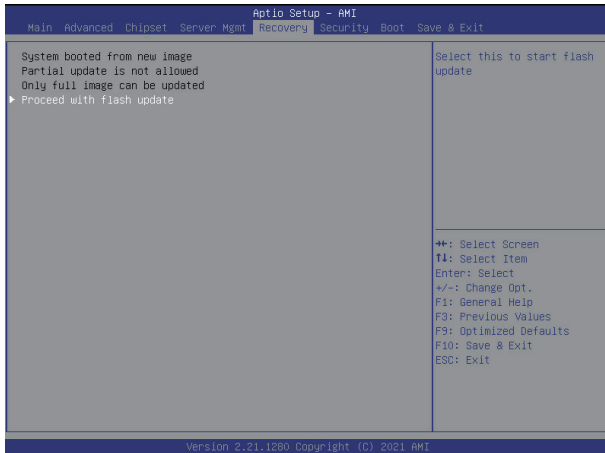 Aptio Setup - AMI
Main Advanced Chipset Server Mgmt Recovery Security Boot Save & Exit
System booted from new image
Partial update is not allowed
Only full image can be updated
Proceed with flash update
Select this to start flash
update
→←: Select Screen
↑↓: Select Item
Enter: Select
+/-: Change Opt.
F1: General Help
F3: Previous Values
F9: Optimized Defaults
F10: Save & Exit
ESC: Exit
Version 2.21.1280 Copyright (C) 2021 AMI